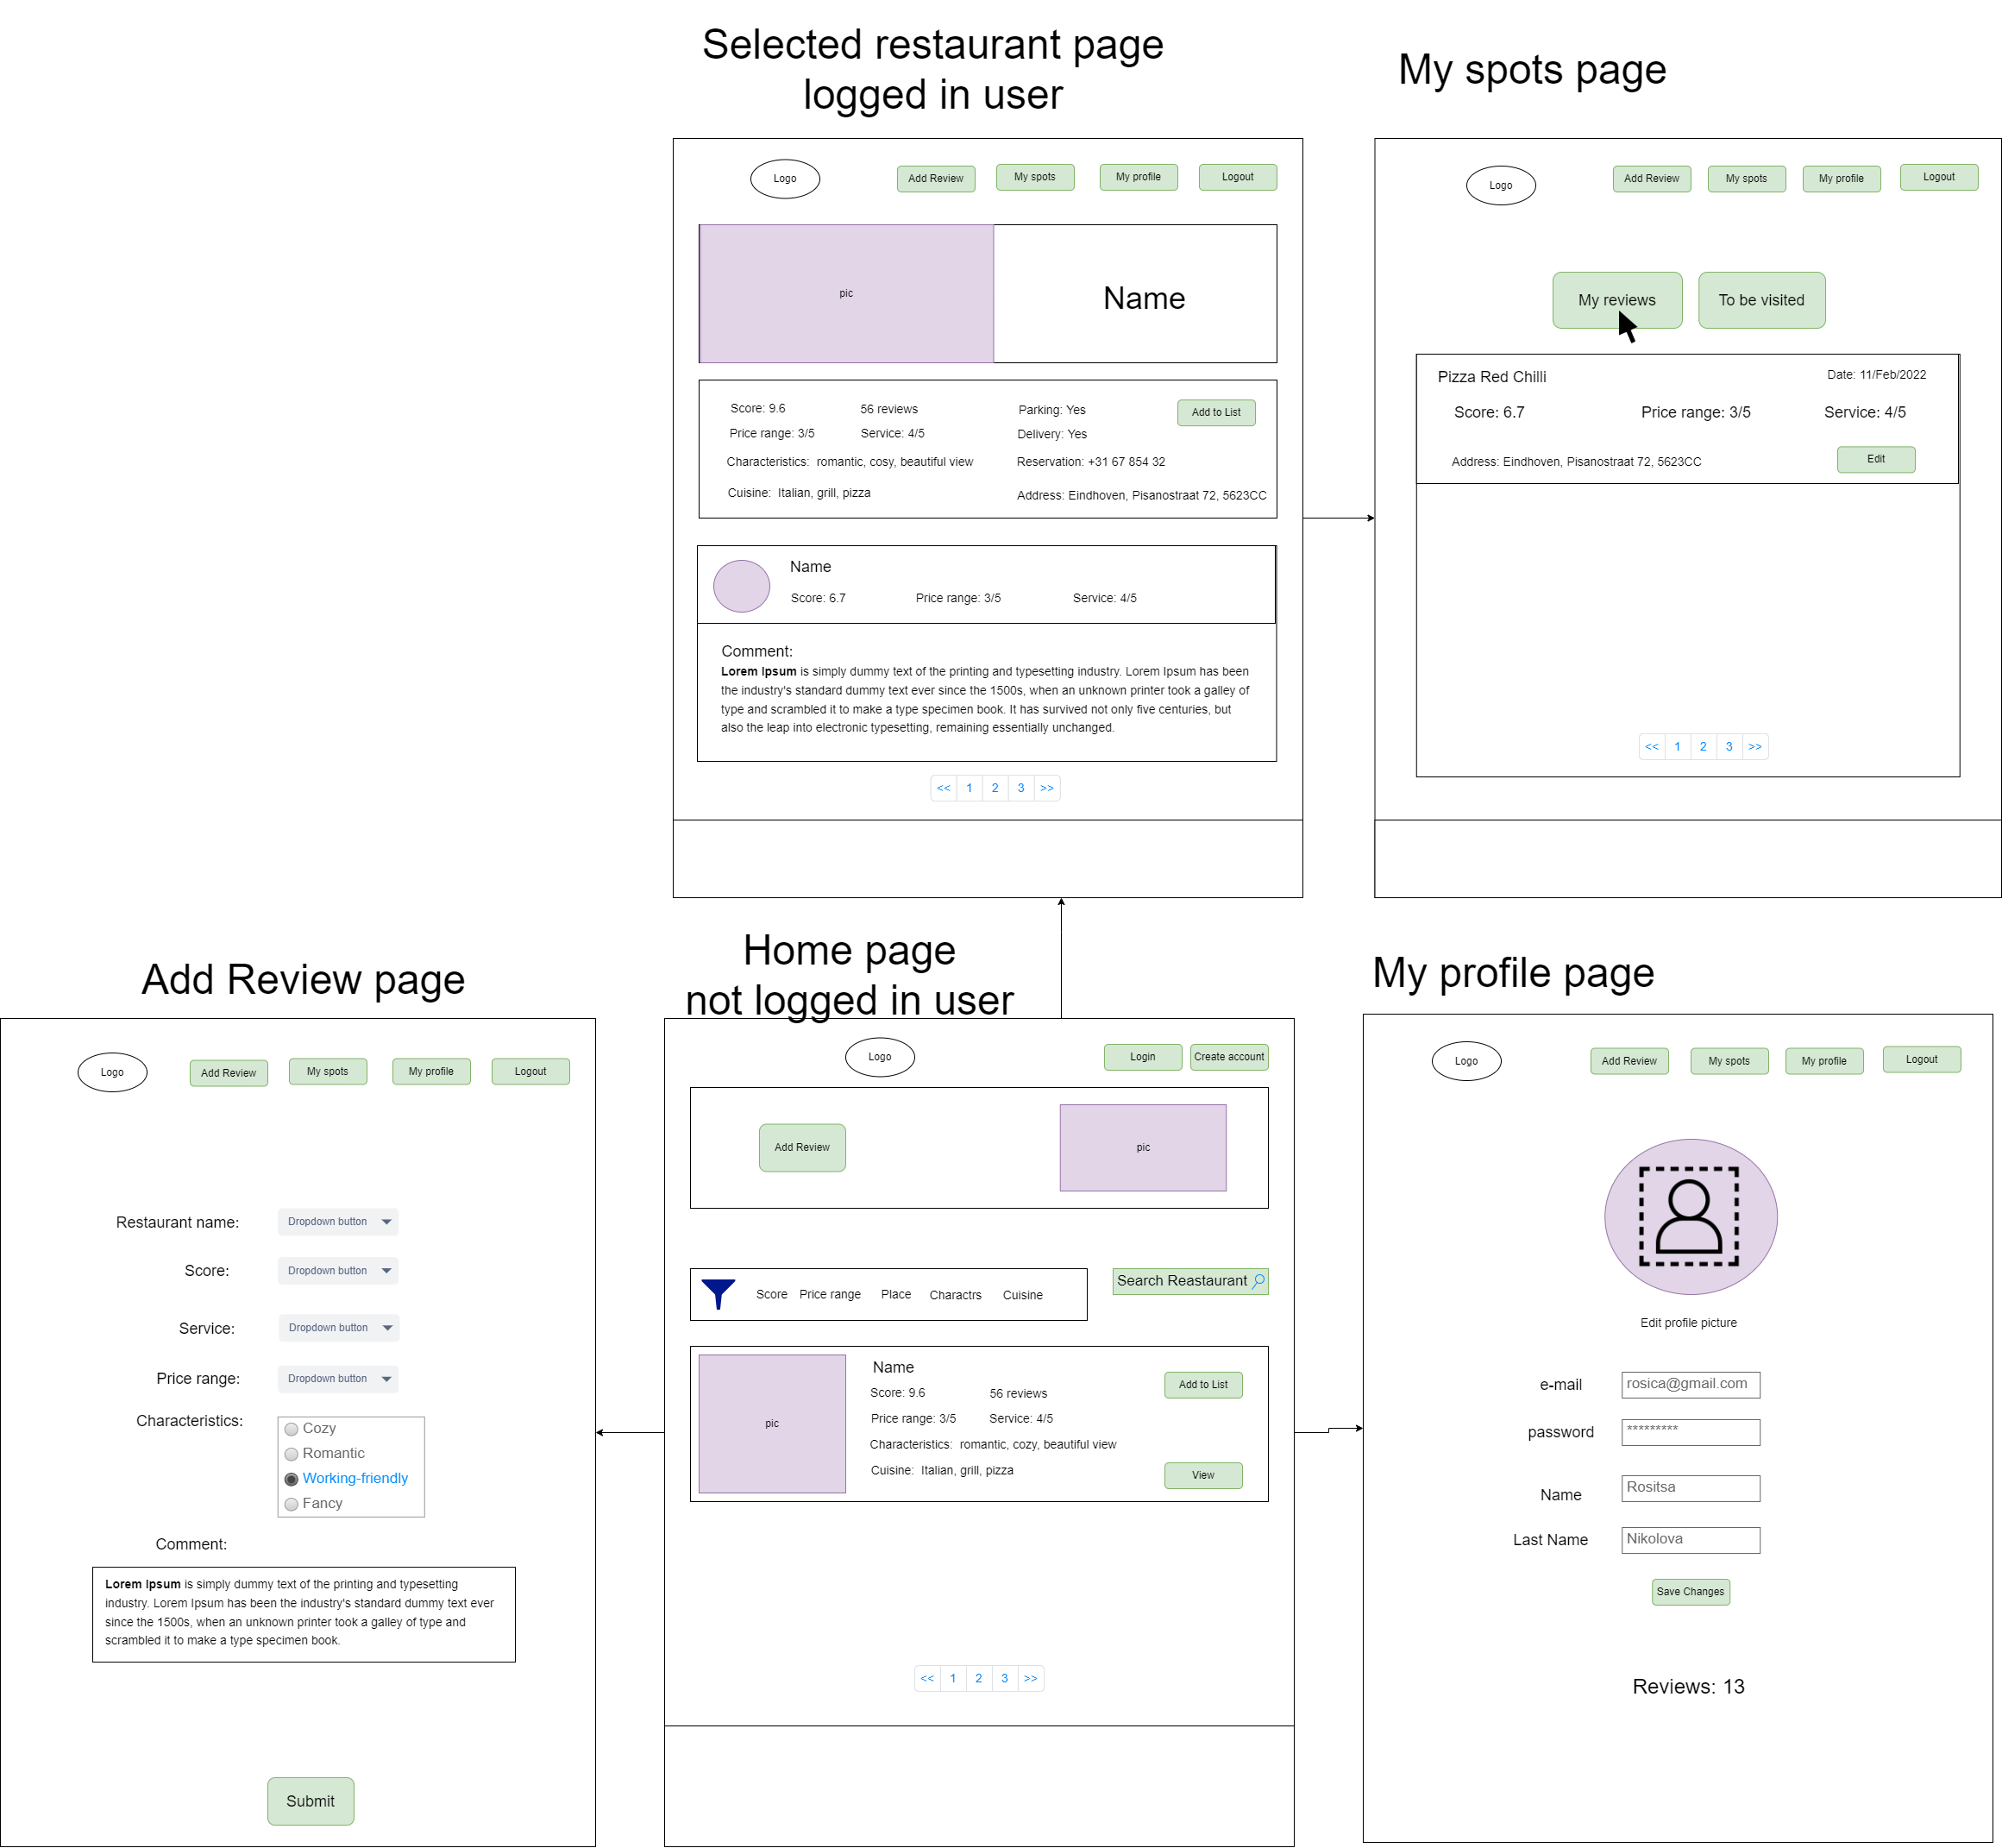 Selected restaurant page
logged in user
Logo
Add Review
My spots
My profile
Logout
pic
Name
Score: 9.6
56 reviews
Parking: Yes
Add to List
Price range: 3/5
Service: 4/5
Delivery: Yes
Characteristics:  romantic, cosy, beautiful view
Reservation: +31 67 854 32
Cuisine:  Italian, grill, pizza
Address: Eindhoven, Pisanostraat 72, 5623CC
Name
Score: 6.7
Price range: 3/5
Service: 4/5
Comment:
Lorem Ipsum is simply dummy text of the printing and typesetting industry. Lorem Ipsum has been
the industry's standard dummy text ever since the 1500s, when an unknown printer took a galley of
type and scrambled it to make a type specimen book. It has survived not only five centuries, but
also the leap into electronic typesetting, remaining essentially unchanged.
<< 1 2 3 >>
My spots page
Logo
Add Review
My spots
My profile
Logout
My reviews
To be visited
Pizza Red Chilli
Date: 11/Feb/2022
Score: 6.7
Price range: 3/5
Service: 4/5
Address: Eindhoven, Pisanostraat 72, 5623CC
Edit
<< 1 2 3 >>
Add Review page
Logo
Add Review
My spots
My profile
Logout
Restaurant name:
Dropdown button
Score:
Dropdown button
Service:
Dropdown button
Price range:
Dropdown button
Characteristics:
Cozy
Romantic
Working-friendly
Fancy
Comment:
Lorem Ipsum is simply dummy text of the printing and typesetting
industry. Lorem Ipsum has been the industry's standard dummy text ever
since the 1500s, when an unknown printer took a galley of type and
scrambled it to make a type specimen book.
Submit
Home page
not logged in user
Logo
Login
Create account
Add Review
pic
Score
Price range
Place
Charactrs
Cuisine
Search Reastaurant
pic
Name
Score: 9.6
56 reviews
Add to List
Price range: 3/5
Service: 4/5
Characteristics:  romantic, cozy, beautiful view
Cuisine:  Italian, grill, pizza
View
<< 1 2 3 >>
My profile page
Logo
Add Review
My spots
My profile
Logout
Edit profile picture
e-mail
rosica@gmail.com
password
*********
Name
Rositsa
Last Name
Nikolova
Save Changes
Reviews: 13